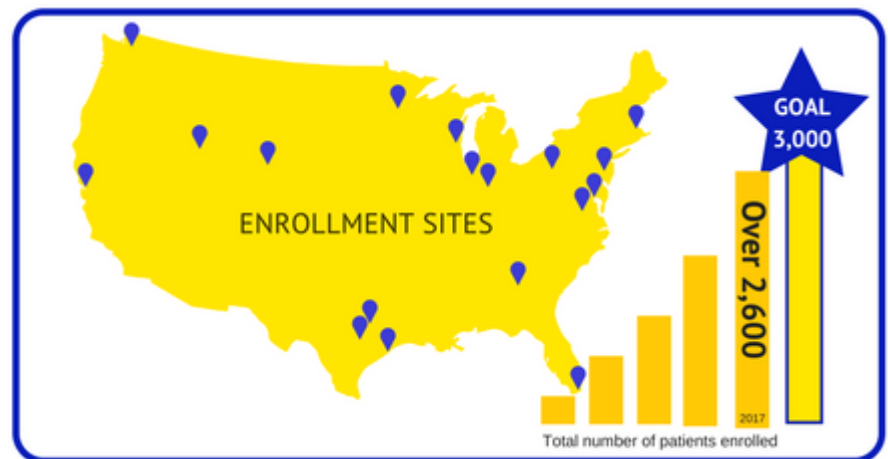 GOAL
3,000
ENROLLMENT SITES
Over 2,600
2017
Total number of patients enrolled